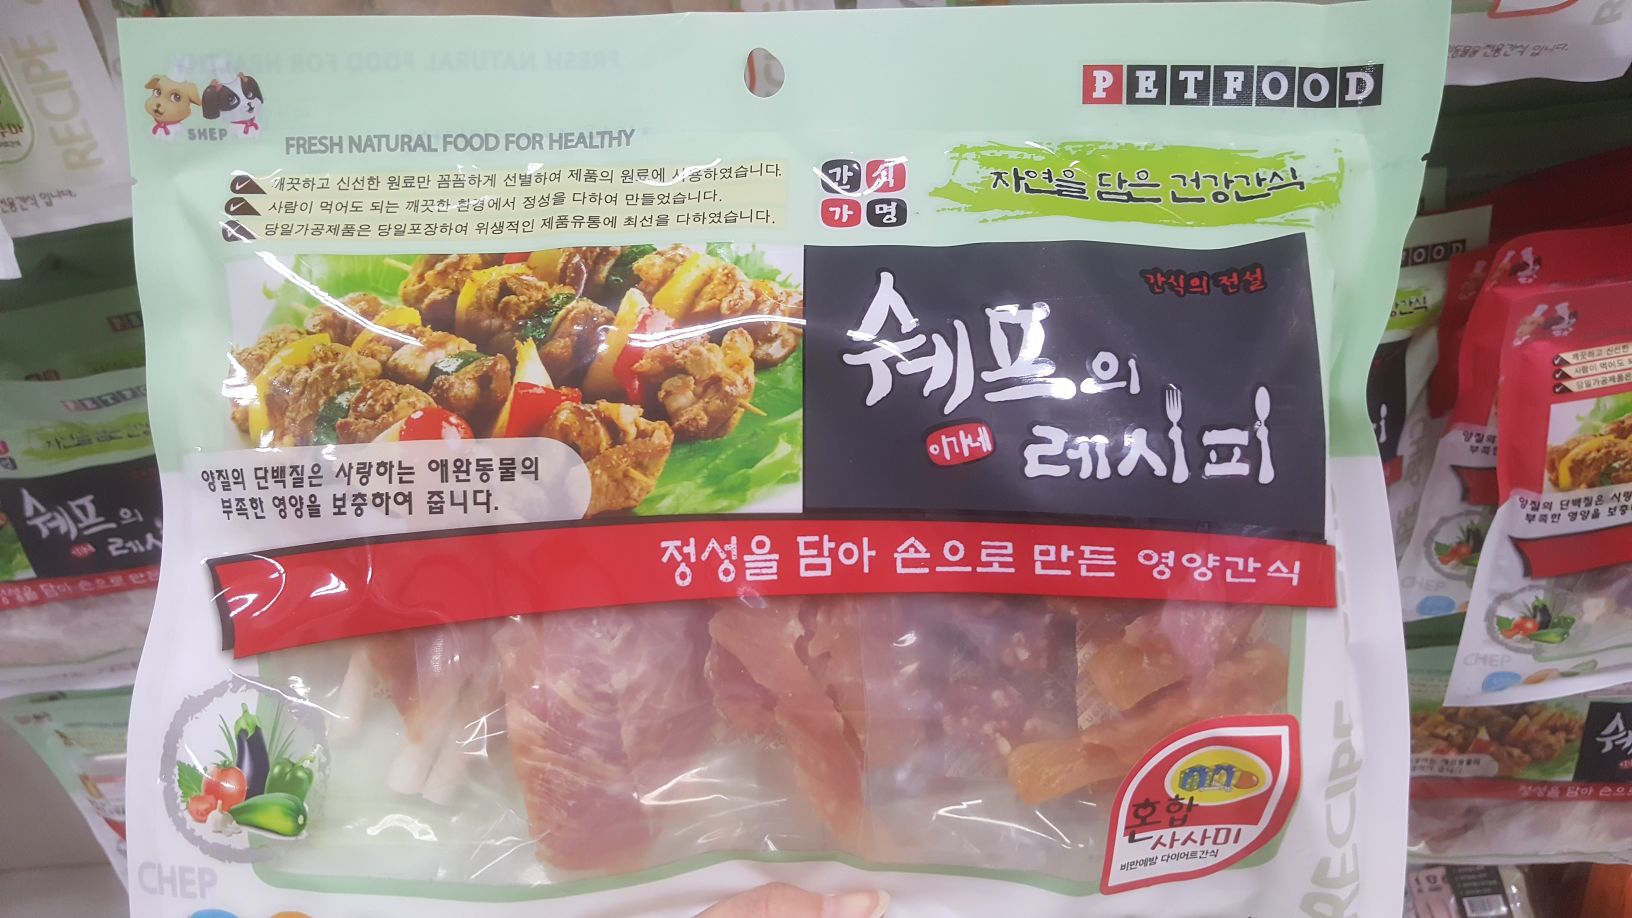 PETFOOD
SHEP
FRESH NATURAL FOOD FOR HEALTHY
깨끗하고 신선한 원료만 꼼꼼하게 선별하여 제품의 원료에 사용하였습니다.
사람이 먹어도 되는 깨끗한 환경에서 정성을 다하여 만들었습니다.
당일가공제품은 당일포장하여 위생적인 제품유통에 최선을 다하였습니다.
간식
가명
자연을 담은 건강간식
간식의 전설
쉐프의
이가네 레시피
양질의 단백질은 사랑하는 애완동물의
부족한 영양을 보충하여 줍니다.
정성을 담아 손으로 만든 영양간식
혼합
사사미
비만예방 다이어트간식
CHEP
RECIPE
RECIPE
쉐프의
CHEP